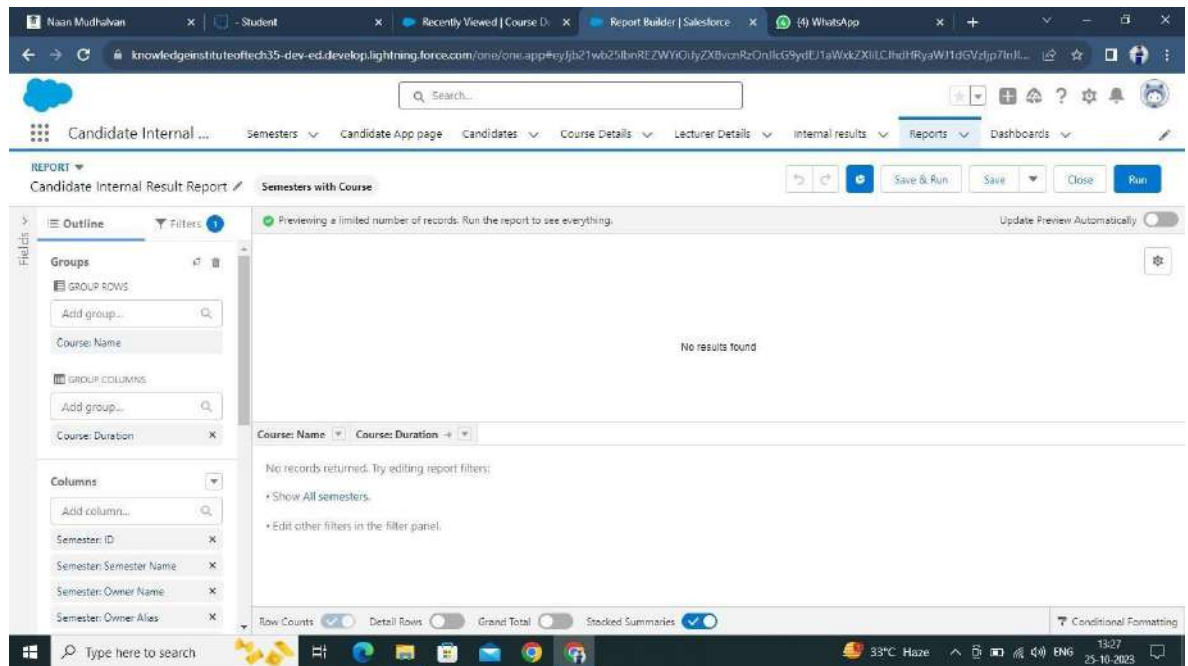 Naan Mudhalvan
- Student
Recently Viewed | Course D
Report Builder | Salesforce
(4) WhatsApp
Search...
Candidate Internal ...
Semesters
Candidate App page
Candidates
Course Details
Lecturer Details
Internal results
Reports
Dashboards
REPORT
Candidate Internal Result Report
Semesters with Course
Save & Run
Save
Close
Run
Fields
Outline
Filters 1
Previewing a limited number of records. Run the report to see everything.
Update Preview Automatically
Groups
GROUP ROWS
Add group...
Course: Name
No results found
GROUP COLUMNS
Add group...
Course: Duration
Course: Name
Course: Duration
Columns
Add column...
Semester: ID
Semester: Semester Name
Semester: Owner Name
Semester: Owner Alias
No records returned. Try editing report filters:
• Show All semesters.
• Edit other filters in the filter panel.
Row Counts
Detail Rows
Grand Total
Stacked Summaries
Conditional Formatting
Type here to search
33°C Haze
ENG
13:27
25-10-2023